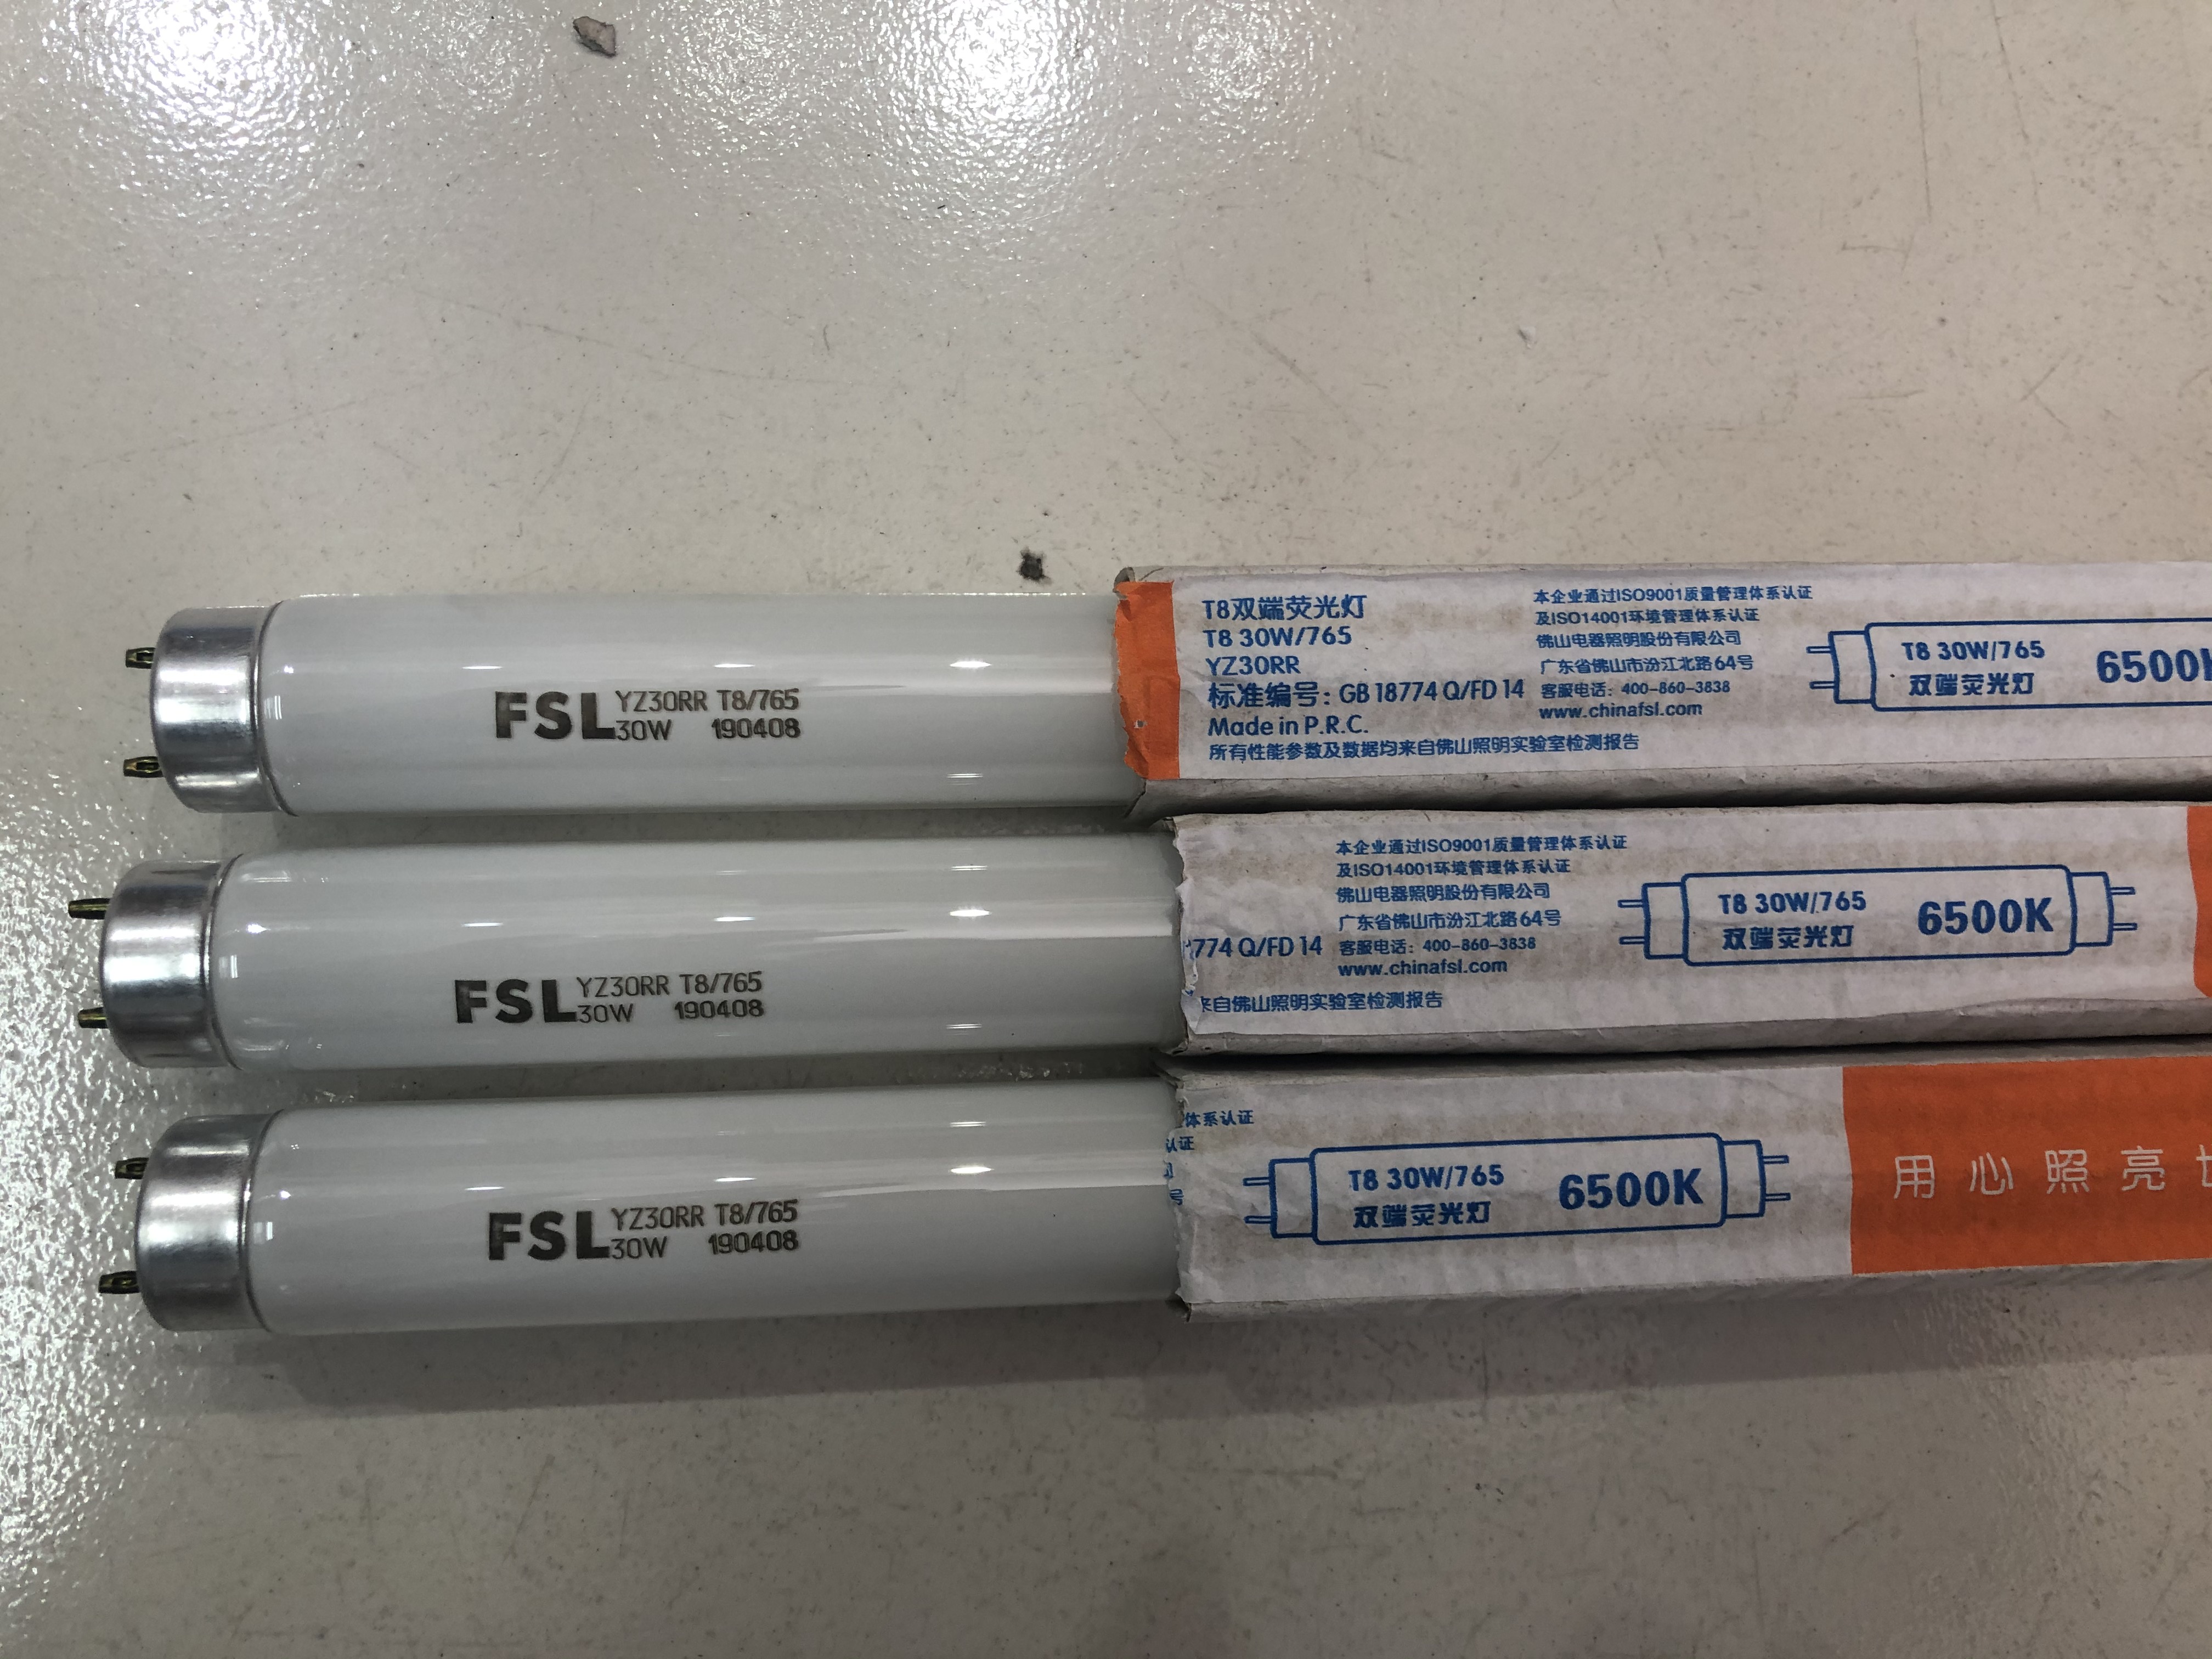 FSL YZ30RR T8/765
30W 190408
T8双端荧光灯
T8 30W/765
YZ30RR
标准编号: GB 18774 Q/FD 14
Made in P.R.C.
所有性能参数及数据均来自佛山照明实验室检测报告
本企业通过ISO9001质量管理体系认证
及ISO14001环境管理体系认证
佛山电器照明股份有限公司
广东省佛山市汾江北路64号
客服电话: 400-860-3838
www.chinafsl.com
T8 30W/765
双端荧光灯
6500K
FSL YZ30RR T8/765
30W 190408
774 Q/FD 14
来自佛山照明实验室检测报告
本企业通过ISO9001质量管理体系认证
及ISO14001环境管理体系认证
佛山电器照明股份有限公司
广东省佛山市汾江北路64号
客服电话: 400-860-3838
www.chinafsl.com
T8 30W/765
双端荧光灯
6500K
FSL YZ30RR T8/765
30W 190408
体系认证
认证
号
T8 30W/765
双端荧光灯
6500K
用心照亮